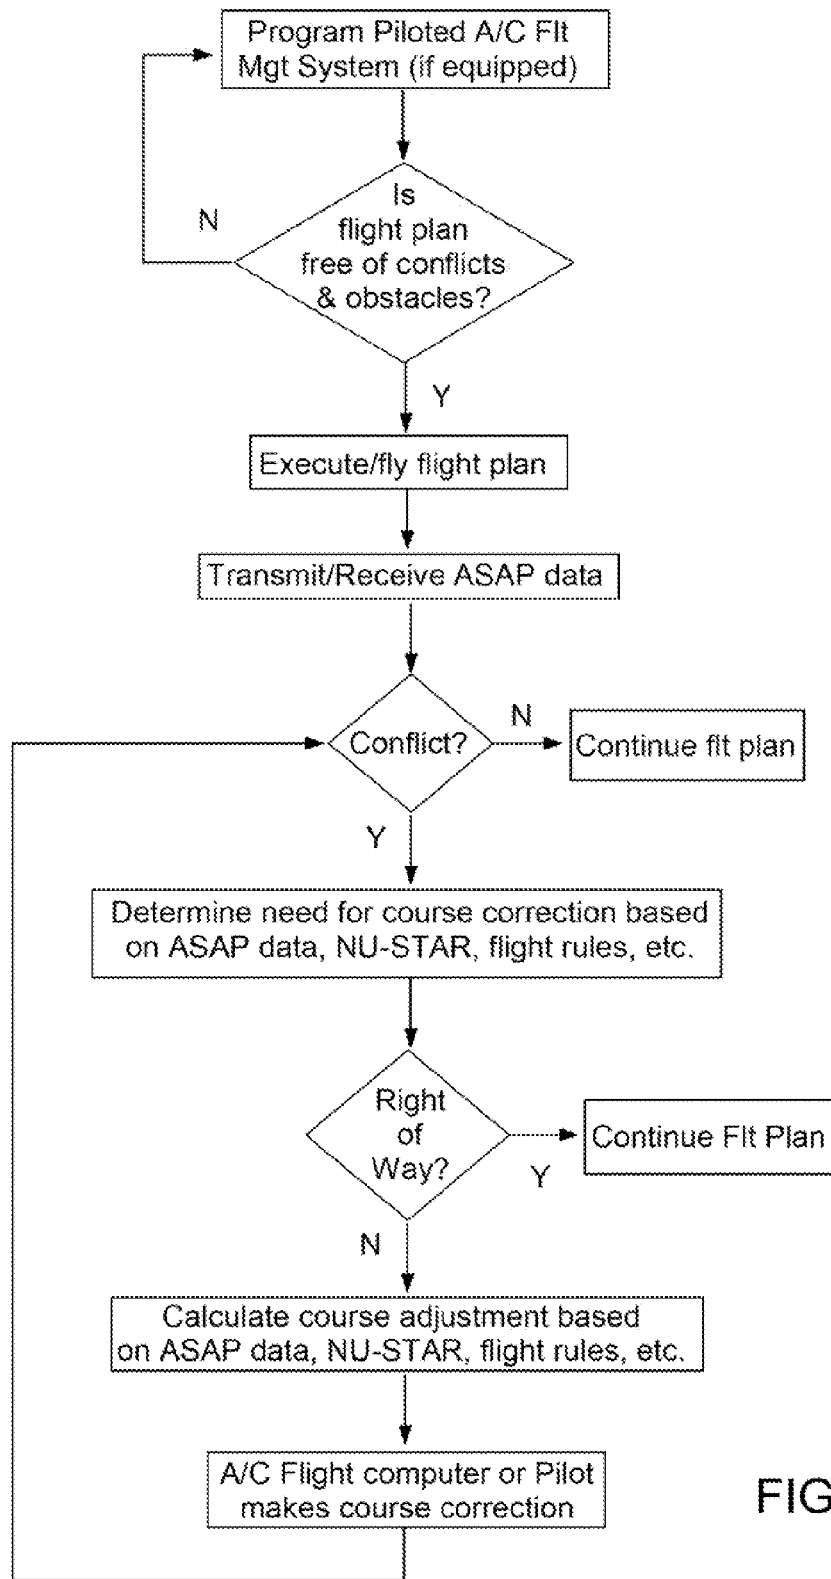 Program Piloted A/C Flt
Mgt System (if equipped)
Is
flight plan
free of conflicts
& obstacles?
N
Y
Execute/fly flight plan
Transmit/Receive ASAP data
Conflict?
N
Continue flt plan
Y
Determine need for course correction based
on ASAP data, NU-STAR, flight rules, etc.
Right
of
Way?
Y
Continue Flt Plan
N
Calculate course adjustment based
on ASAP data, NU-STAR, flight rules, etc.
A/C Flight computer or Pilot
makes course correction
FIG